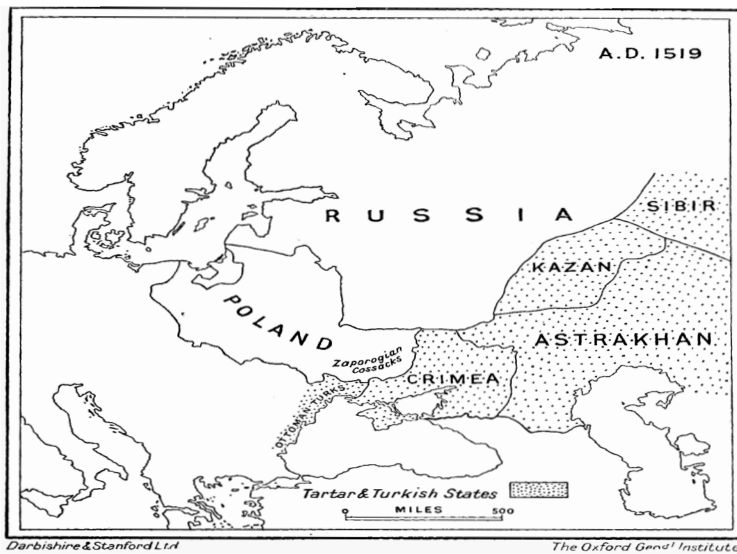 A.D. 1519
RUSSIA
SIBIR
KAZAN
POLAND
ASTRAKHAN
Zaporogian
Cossacks
CRIMEA
OTTOMAN TURKS
Tartar & Turkish States
MILES
0 500
Darbishire & Stanford Ltd
The Oxford Geogl Institute